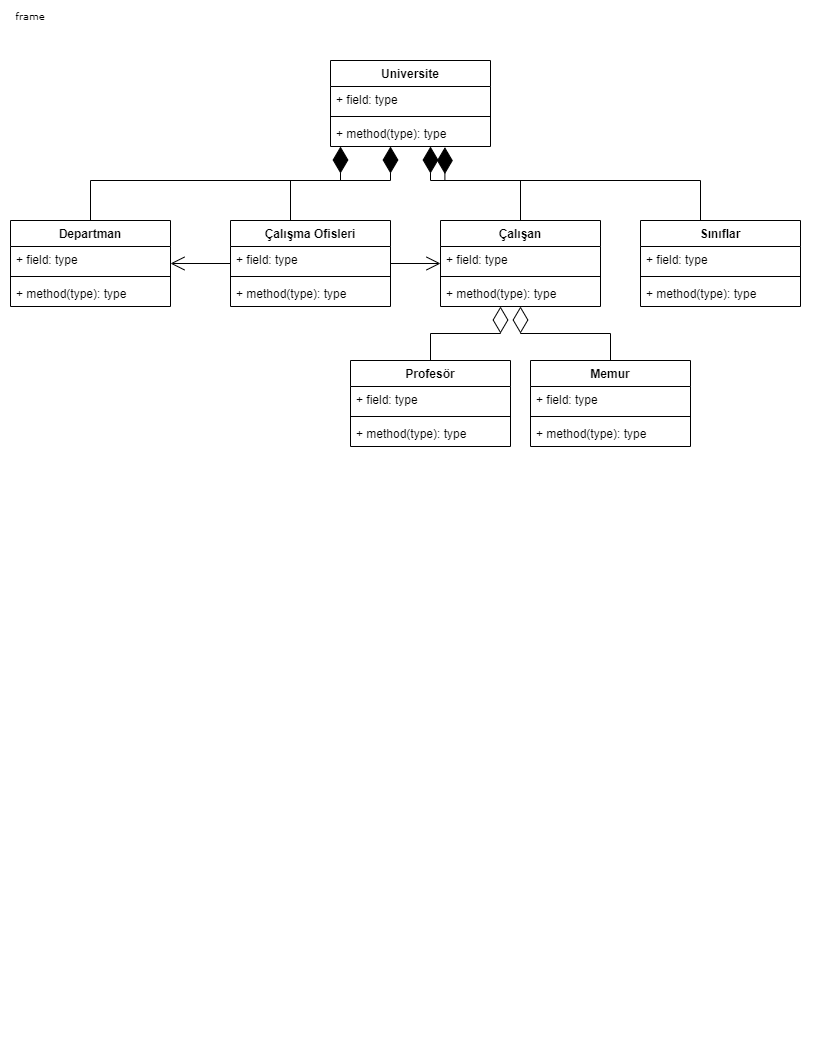 frame
Universite
+ field: type
+ method(type): type
Departman
+ field: type
+ method(type): type
Çalışma Ofisleri
+ field: type
+ method(type): type
Çalışan
+ field: type
+ method(type): type
Sınıflar
+ field: type
+ method(type): type
Profesör
+ field: type
+ method(type): type
Memur
+ field: type
+ method(type): type